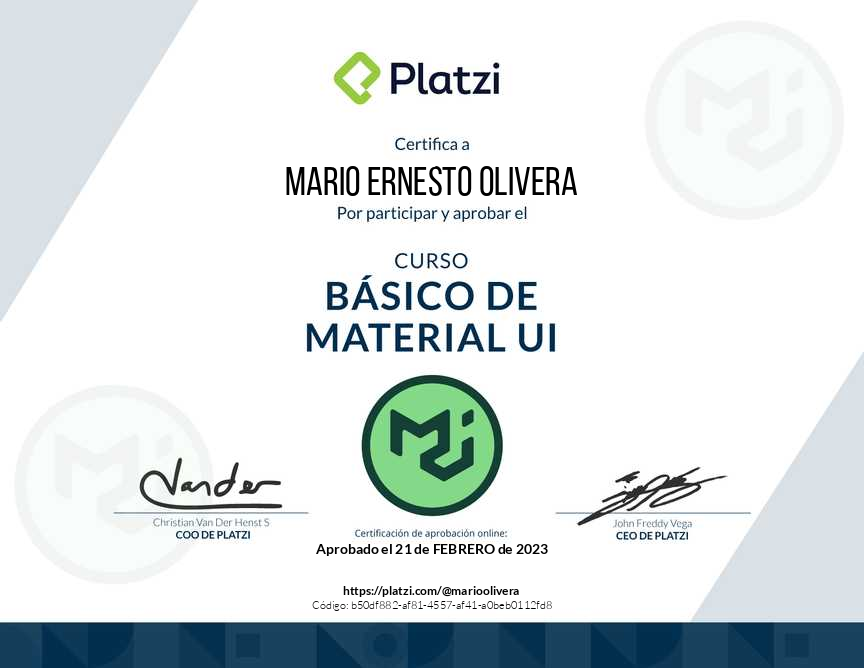 Platzi
Certifica a
MARIO ERNESTO OLIVERA
Por participar y aprobar el
CURSO
BÁSICO DE
MATERIAL UI
Vander
Christian Van Der Henst S
COO DE PLATZI
John Freddy Vega
CEO DE PLATZI
Certificación de aprobación online:
Aprobado el 21 de FEBRERO de 2023
https://platzi.com/@marioolivera
Código: b50df882-af81-4557-af41-a0beb0112fd8